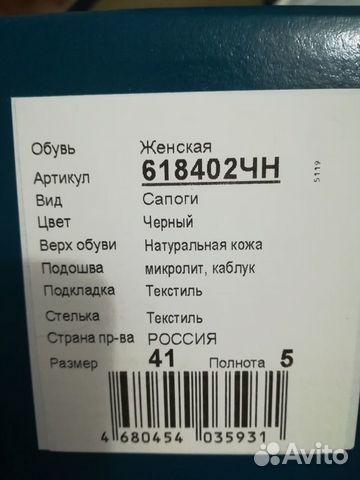 Обувь Женская
Артикул 618402ЧН
5119
Вид Сапоги
Цвет Черный
Верх обуви Натуральная кожа
Подошва микролит, каблук
Подкладка Текстиль
Стелька Текстиль
Страна пр-ва РОССИЯ
Размер 41 Полнота 5
4 680454 035931
Avito